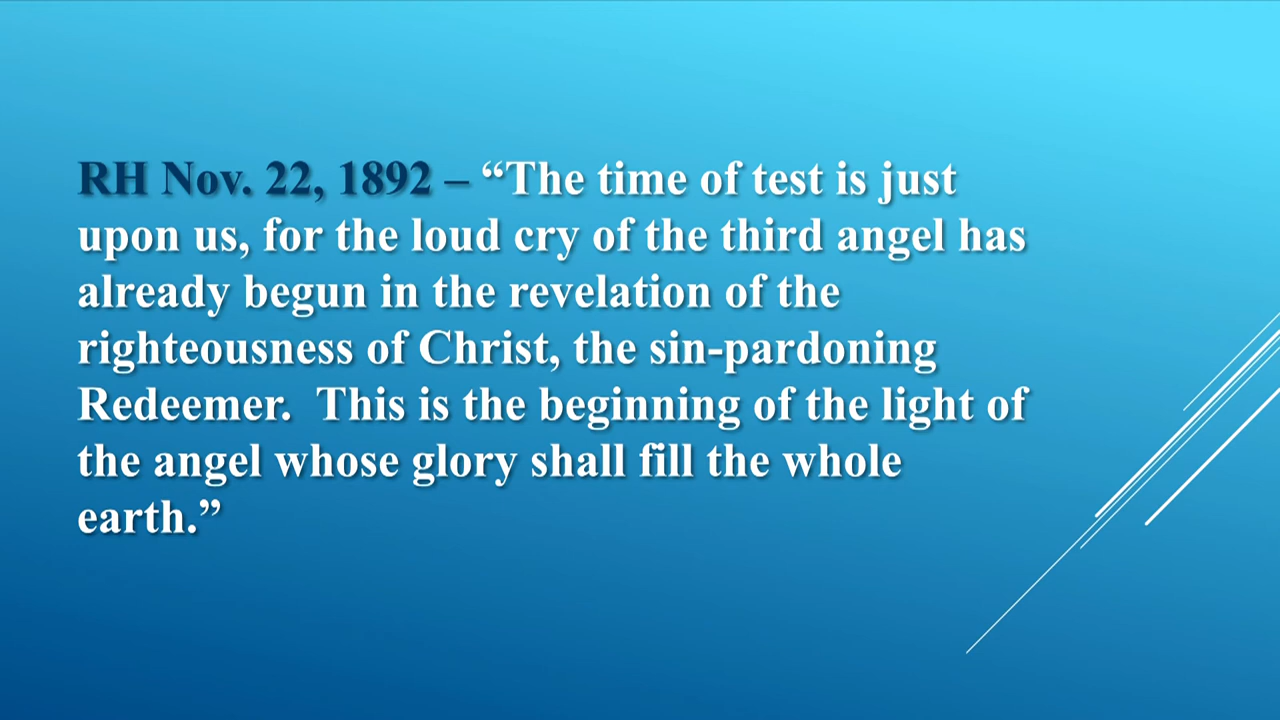 RH Nov. 22, 1892 – “The time of test is just
upon us, for the loud cry of the third angel has
already begun in the revelation of the
righteousness of Christ, the sin-pardoning
Redeemer.  This is the beginning of the light of
the angel whose glory shall fill the whole
earth.”